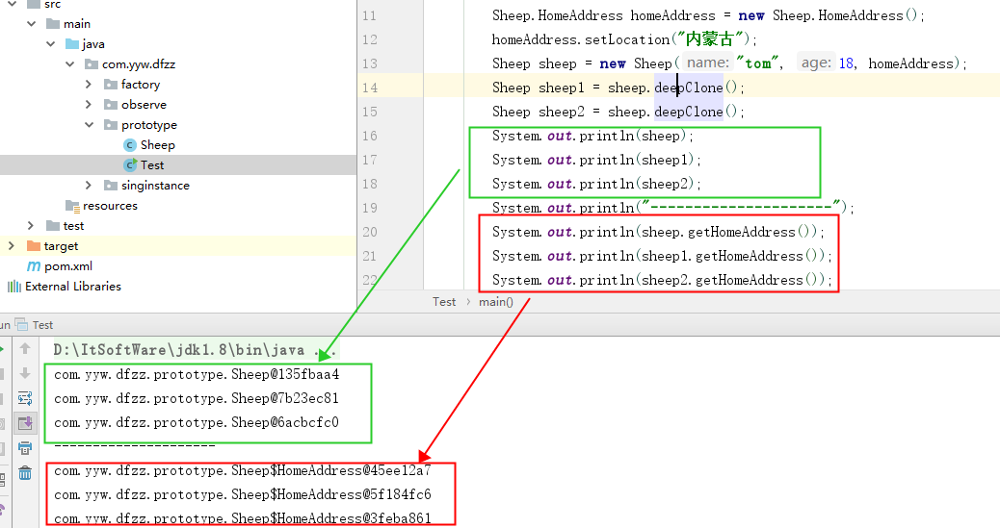 src
main
java
com.yyw.dfzz
factory
observe
prototype
Sheep
Test
singinstance
resources
test
target
pom.xml
External Libraries
11 Sheep.HomeAddress homeAddress = new Sheep.HomeAddress();
12 homeAddress.setLocation("内蒙古");
13 Sheep sheep = new Sheep( name: "tom", age: 18, homeAddress);
14 Sheep sheep1 = sheep.deepClone();
15 Sheep sheep2 = sheep.deepClone();
16 System.out.println(sheep);
17 System.out.println(sheep1);
18 System.out.println(sheep2);
19 System.out.println("---------------------");
20 System.out.println(sheep.getHomeAddress());
21 System.out.println(sheep1.getHomeAddress());
22 System.out.println(sheep2.getHomeAddress());
Test › main()
un Test
D:\ItSoftWare\jdk1.8\bin\java ...
com.yyw.dfzz.prototype.Sheep@135fbaa4
com.yyw.dfzz.prototype.Sheep@7b23ec81
com.yyw.dfzz.prototype.Sheep@6acbcfc0
---------------------
com.yyw.dfzz.prototype.Sheep$HomeAddress@45ee12a7
com.yyw.dfzz.prototype.Sheep$HomeAddress@5f184fc6
com.yyw.dfzz.prototype.Sheep$HomeAddress@3feba861